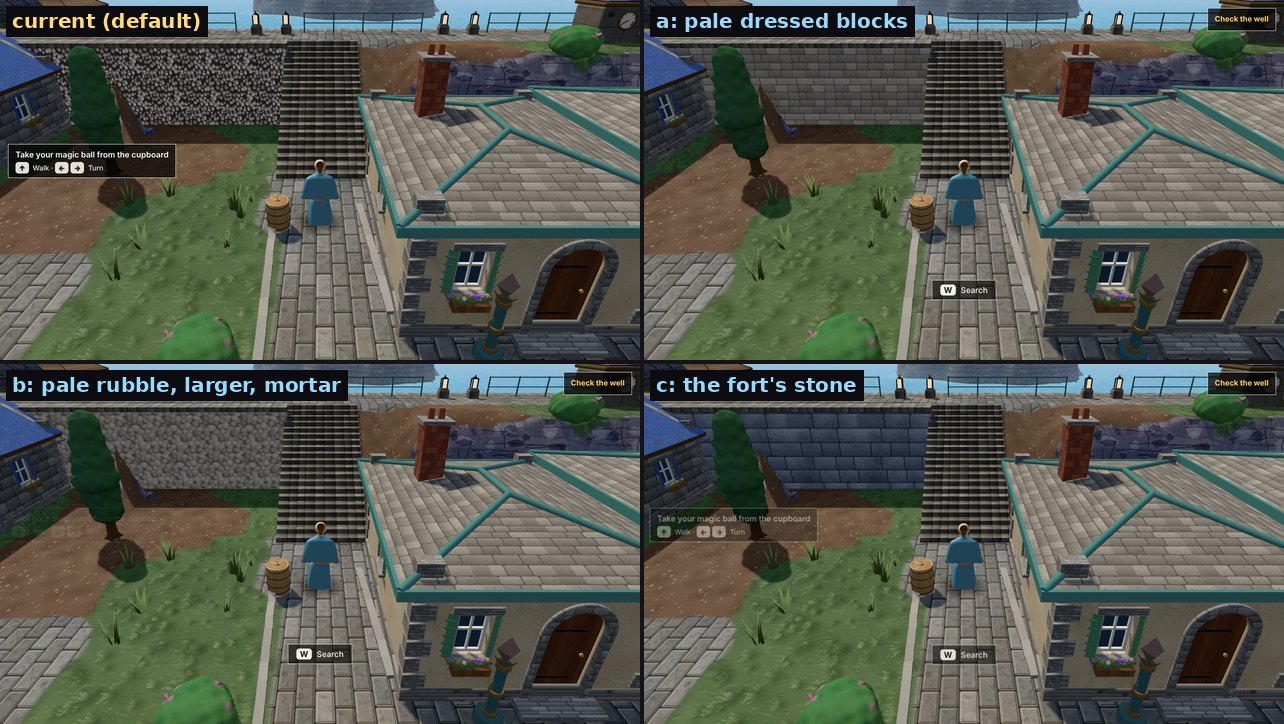 current (default)
Take your magic ball from the cupboard
Walk · Turn
a: pale dressed blocks
Check the well
W Search
b: pale rubble, larger, mortar
Check the well
W Search
c: the fort's stone
Check the well
Take your magic ball from the cupboard
Walk · Turn
W Search